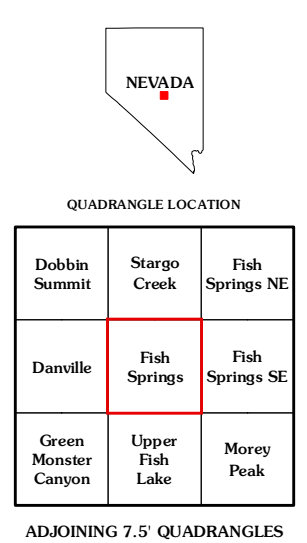 NEVADA
QUADRANGLE LOCATION
Dobbin
Summit
Stargo
Creek
Fish
Springs NE
Danville
Fish
Springs
Fish
Springs SE
Green
Monster
Canyon
Upper
Fish
Lake
Morey
Peak
ADJOINING 7.5' QUADRANGLES